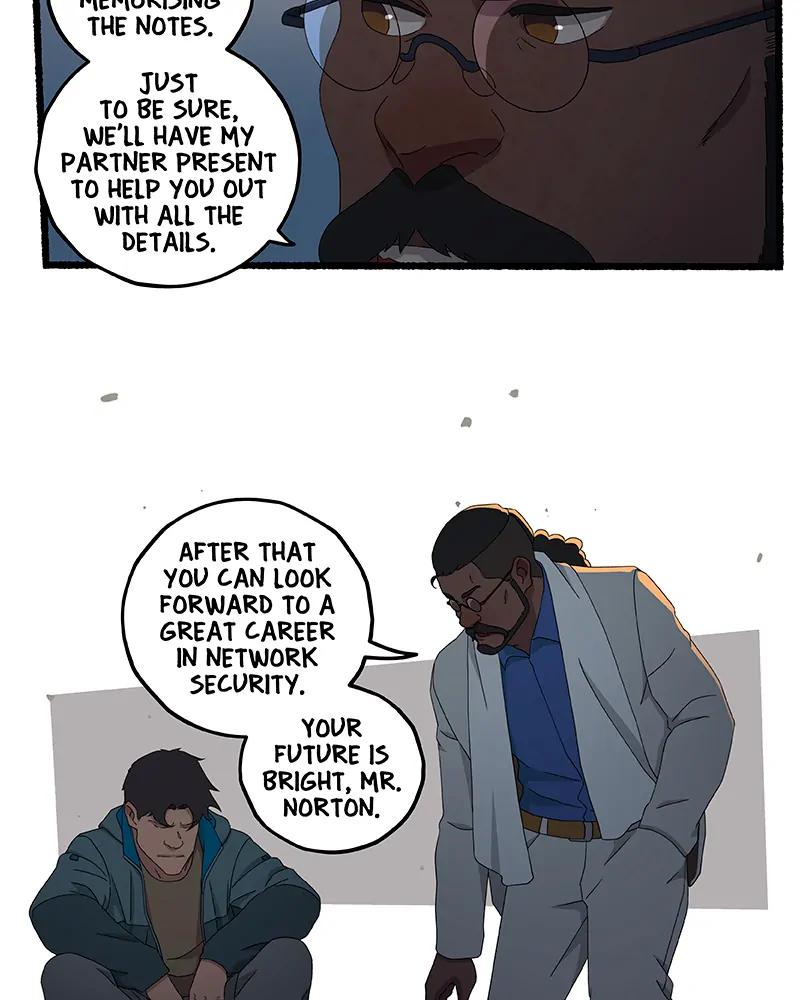 MEMORISING
THE NOTES.
JUST
TO BE SURE,
WE'LL HAVE MY
PARTNER PRESENT
TO HELP YOU OUT
WITH ALL THE
DETAILS.
AFTER THAT
YOU CAN LOOK
FORWARD TO A
GREAT CAREER
IN NETWORK
SECURITY.
YOUR
FUTURE IS
BRIGHT, MR.
NORTON.